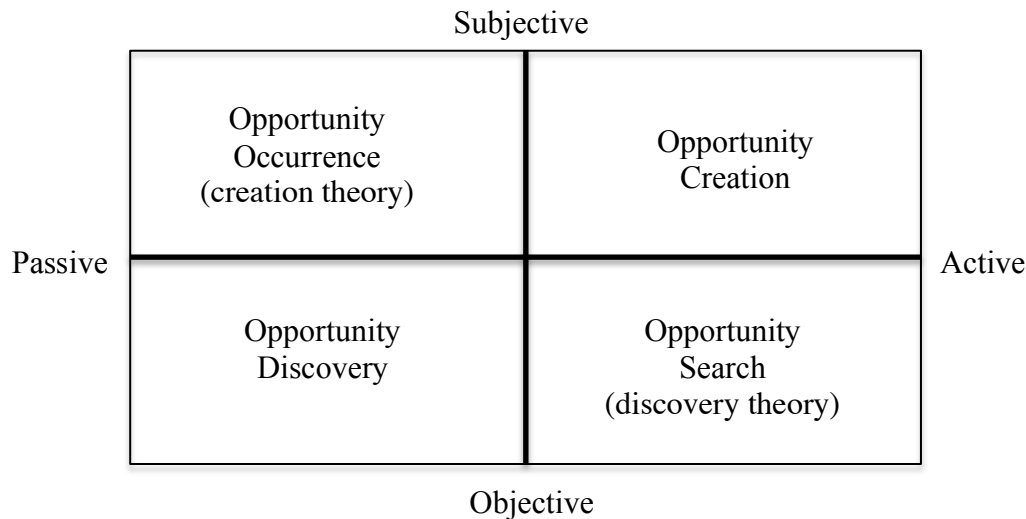 Subjective
Opportunity
Occurrence
(creation theory)
Opportunity
Creation
Passive
Active
Opportunity
Discovery
Opportunity
Search
(discovery theory)
Objective